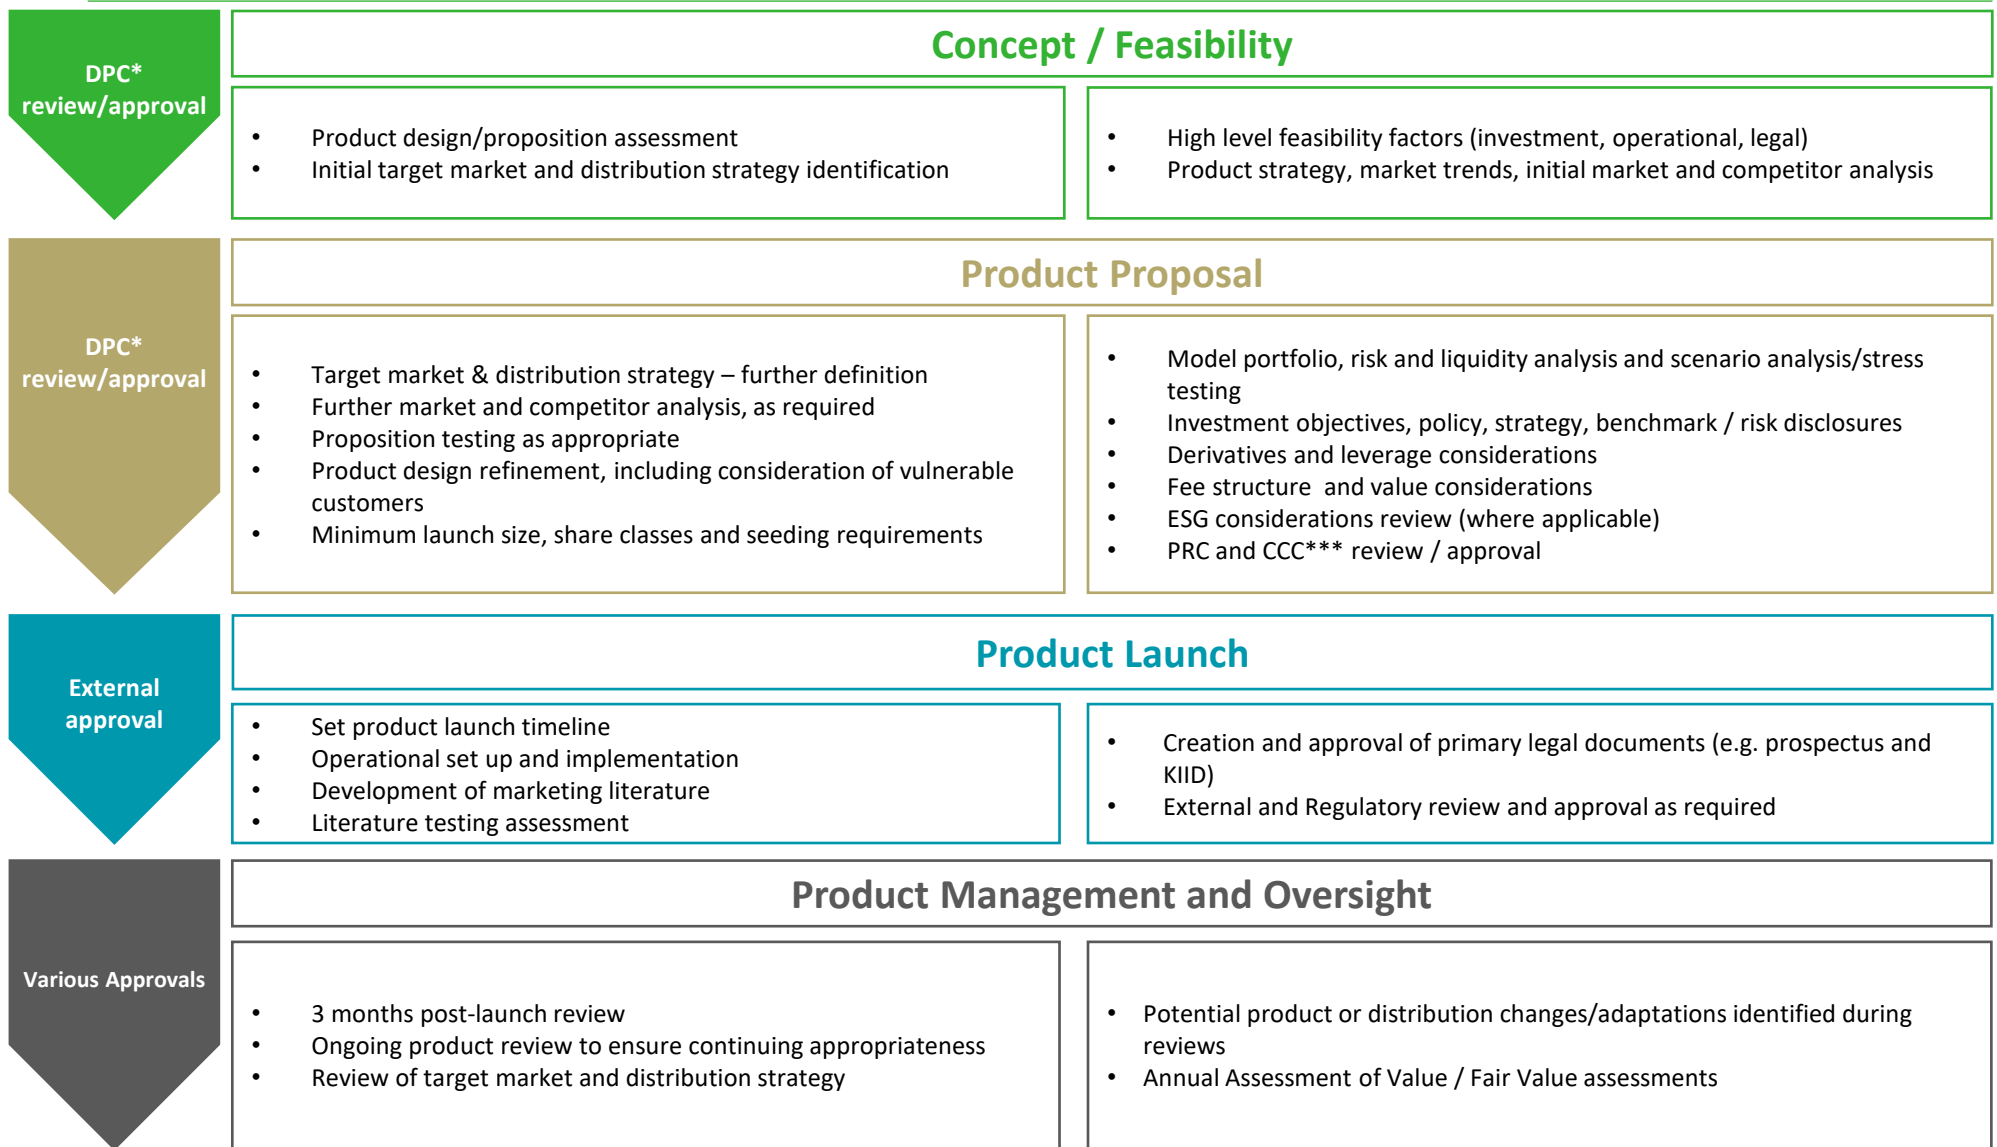 DPC*
review/approval
Concept / Feasibility
• Product design/proposition assessment
• Initial target market and distribution strategy identification
• High level feasibility factors (investment, operational, legal)
• Product strategy, market trends, initial market and competitor analysis
DPC*
review/approval
Product Proposal
• Target market & distribution strategy – further definition
• Further market and competitor analysis, as required
• Proposition testing as appropriate
• Product design refinement, including consideration of vulnerable
customers
• Minimum launch size, share classes and seeding requirements
• Model portfolio, risk and liquidity analysis and scenario analysis/stress
testing
• Investment objectives, policy, strategy, benchmark / risk disclosures
• Derivatives and leverage considerations
• Fee structure  and value considerations
• ESG considerations review (where applicable)
• PRC and CCC*** review / approval
External
approval
Product Launch
• Set product launch timeline
• Operational set up and implementation
• Development of marketing literature
• Literature testing assessment
• Creation and approval of primary legal documents (e.g. prospectus and
KIID)
• External and Regulatory review and approval as required
Various Approvals
Product Management and Oversight
• 3 months post-launch review
• Ongoing product review to ensure continuing appropriateness
• Review of target market and distribution strategy
• Potential product or distribution changes/adaptations identified during
reviews
• Annual Assessment of Value / Fair Value assessments